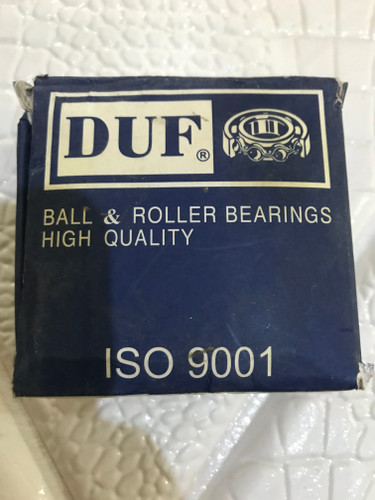 DUF®
BALL & ROLLER BEARINGS
HIGH QUALITY
ISO 9001